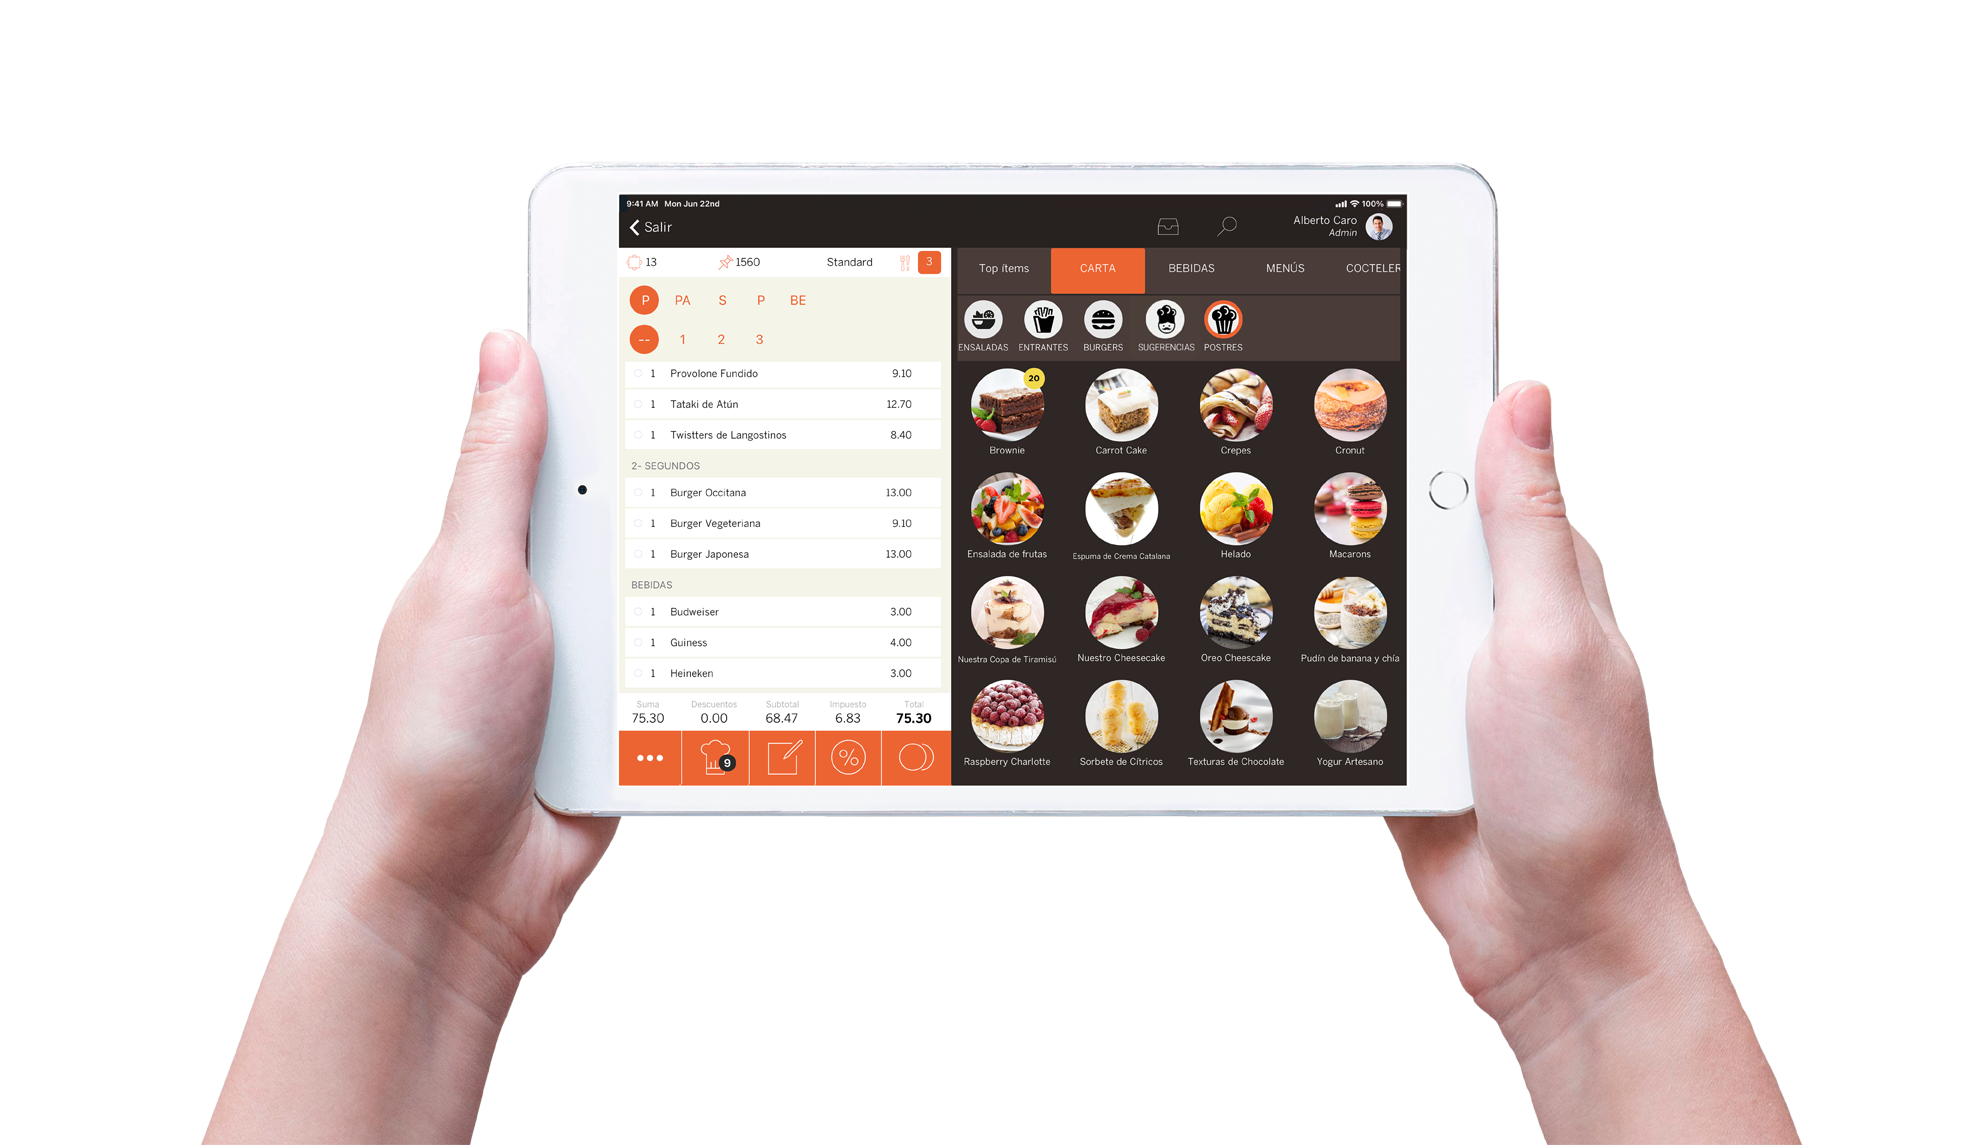 9:41 AM Mon Jun 22nd
100%
Salir
Alberto Caro
Admin
13 1560 Standard 3
P PA S P BE
-- 1 2 3
1 Provolone Fundido 9.10
1 Tataki de Atún 12.70
1 Twistters de Langostinos 8.40
2- SEGUNDOS
1 Burger Occitana 13.00
1 Burger Vegeteriana 9.10
1 Burger Japonesa 13.00
BEBIDAS
1 Budweiser 3.00
1 Guiness 4.00
1 Heineken 3.00
Suma Descuentos Subtotal Impuesto Total
75.30 0.00 68.47 6.83 75.30
9 %
Top ítems CARTA BEBIDAS MENÚS COCTELER
ENSALADAS ENTRANTES BURGERS SUGERENCIAS POSTRES
20
Brownie Carrot Cake Crepes Cronut
Ensalada de frutas Espuma de Crema Catalana Helado Macarons
Nuestra Copa de Tiramisú Nuestro Cheesecake Oreo Cheescake Pudín de banana y chía
Raspberry Charlotte Sorbete de Cítricos Texturas de Chocolate Yogur Artesano